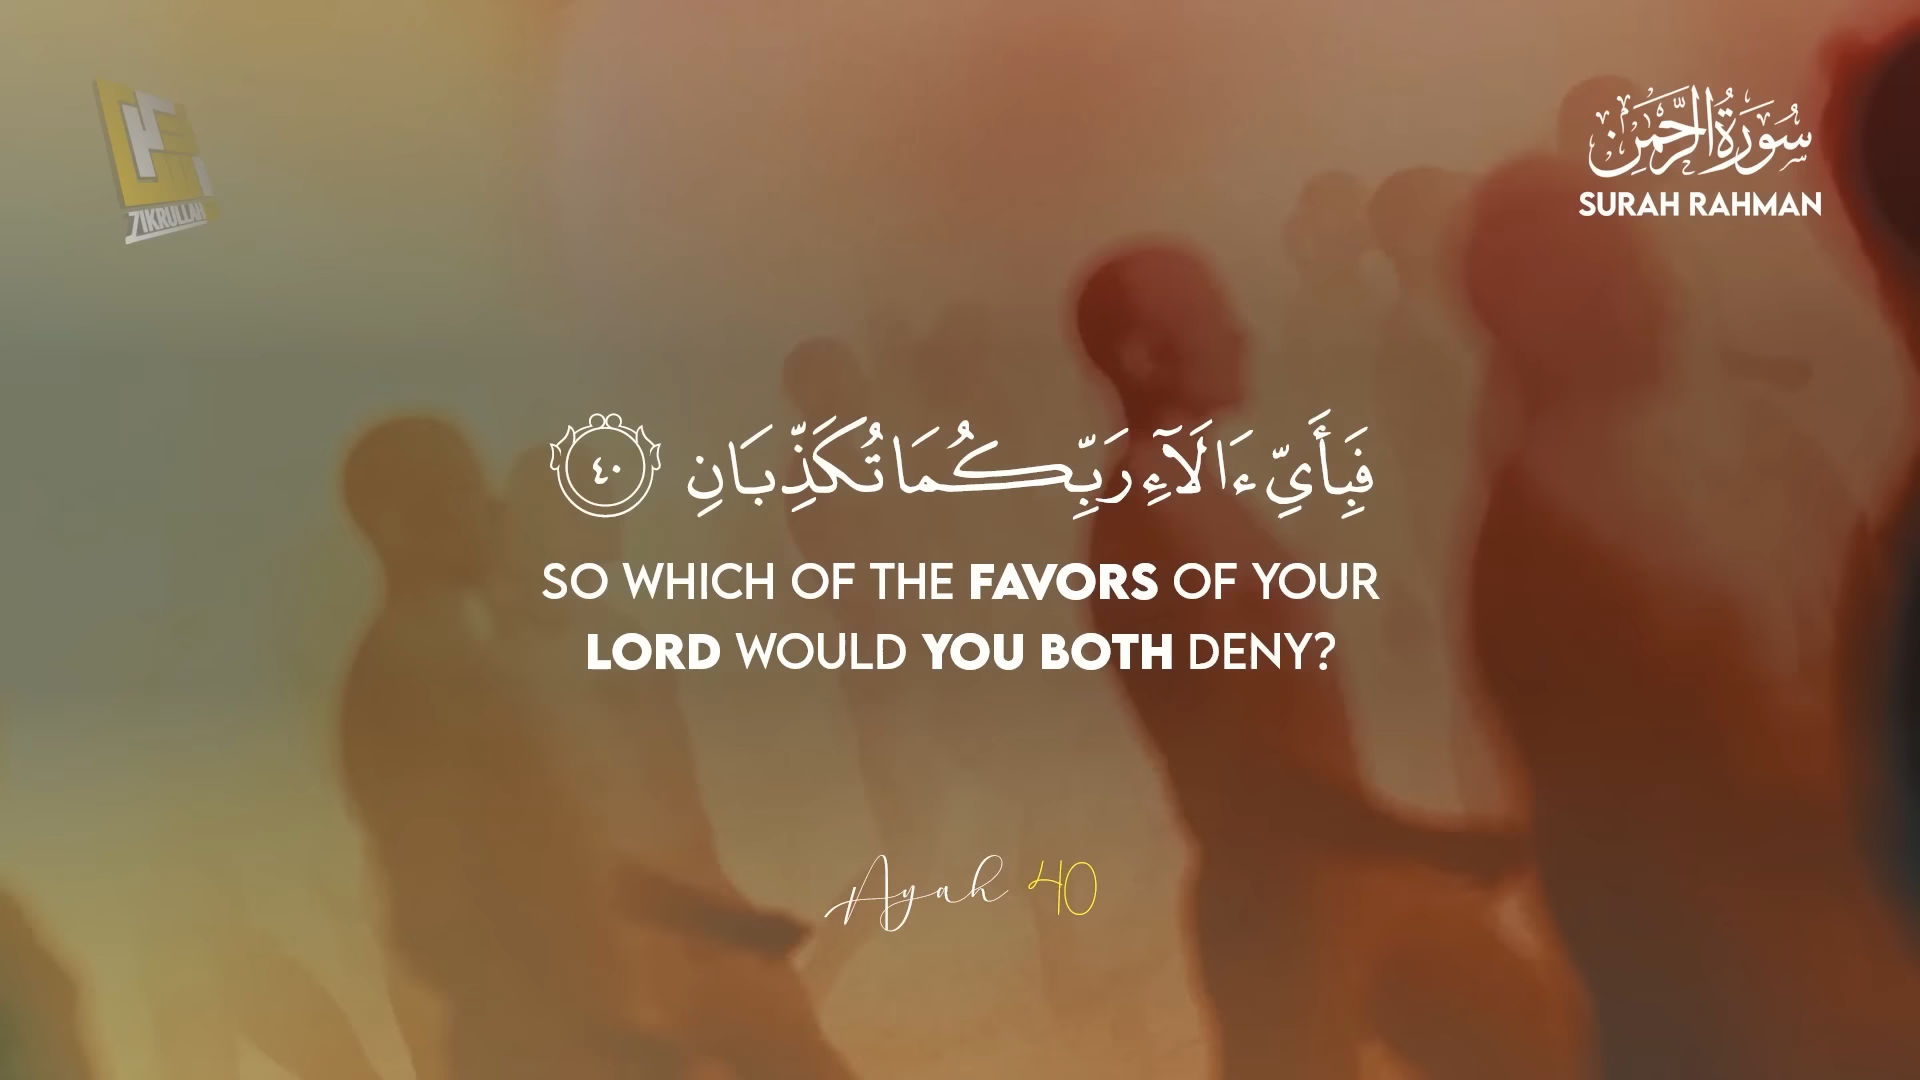 ZIKRULLAH
سُورَةُ الرَّحْمَٰن
SURAH RAHMAN
فَبِأَيِّ ءَالَآءِ رَبِّكُمَا تُكَذِّبَانِ ٤٠
SO WHICH OF THE FAVORS OF YOUR
LORD WOULD YOU BOTH DENY?
Ayah 40